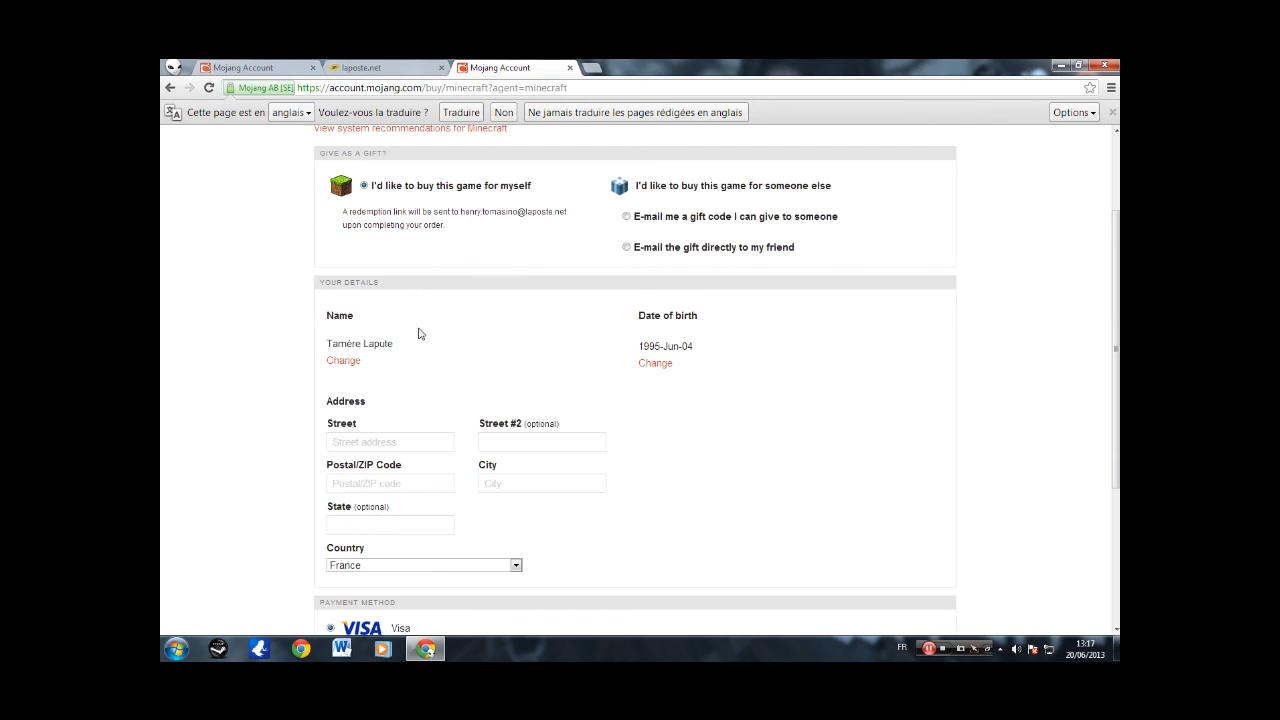 Mojang Account
laposte.net
Mojang Account
Mojang AB [SE] https://account.mojang.com/buy/minecraft?agent=minecraft
Cette page est en anglais Voulez-vous la traduire ? Traduire Non Ne jamais traduire les pages rédigées en anglais Options
View system recommendations for Minecraft
GIVE AS A GIFT?
I'd like to buy this game for myself
A redemption link will be sent to henry.tomasino@laposte.net
upon completing your order.
I'd like to buy this game for someone else
E-mail me a gift code I can give to someone
E-mail the gift directly to my friend
YOUR DETAILS
Name
Tamère Lapute
Change
Date of birth
1995-Jun-04
Change
Address
Street
Street #2 (optional)
Street address
Postal/ZIP Code
City
Postal/ZIP code
City
State (optional)
Country
France
PAYMENT METHOD
VISA Visa
FR
13:17
20/06/2013